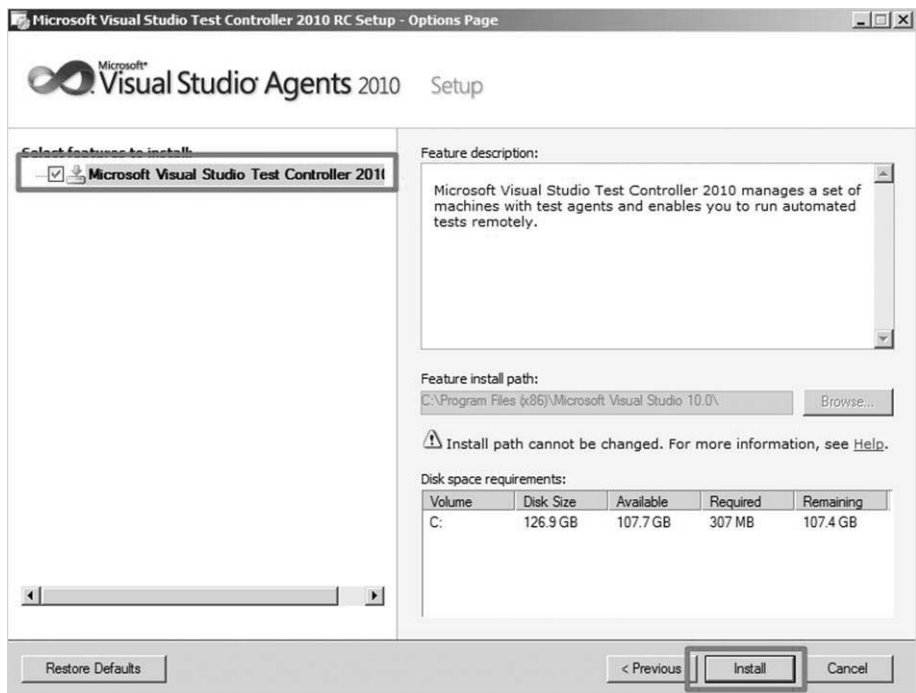 Microsoft Visual Studio Test Controller 2010 RC Setup - Options Page
Microsoft
Visual Studio Agents 2010 Setup
Select features to install:
Microsoft Visual Studio Test Controller 201
Feature description:
Microsoft Visual Studio Test Controller 2010 manages a set of
machines with test agents and enables you to run automated
tests remotely.
Feature install path:
C:\Program Files (x86)\Microsoft Visual Studio 10.0\
Browse...
Install path cannot be changed. For more information, see Help.
Disk space requirements:
Volume Disk Size Available Required Remaining
C: 126.9 GB 107.7 GB 307 MB 107.4 GB
Restore Defaults
< Previous
Install
Cancel